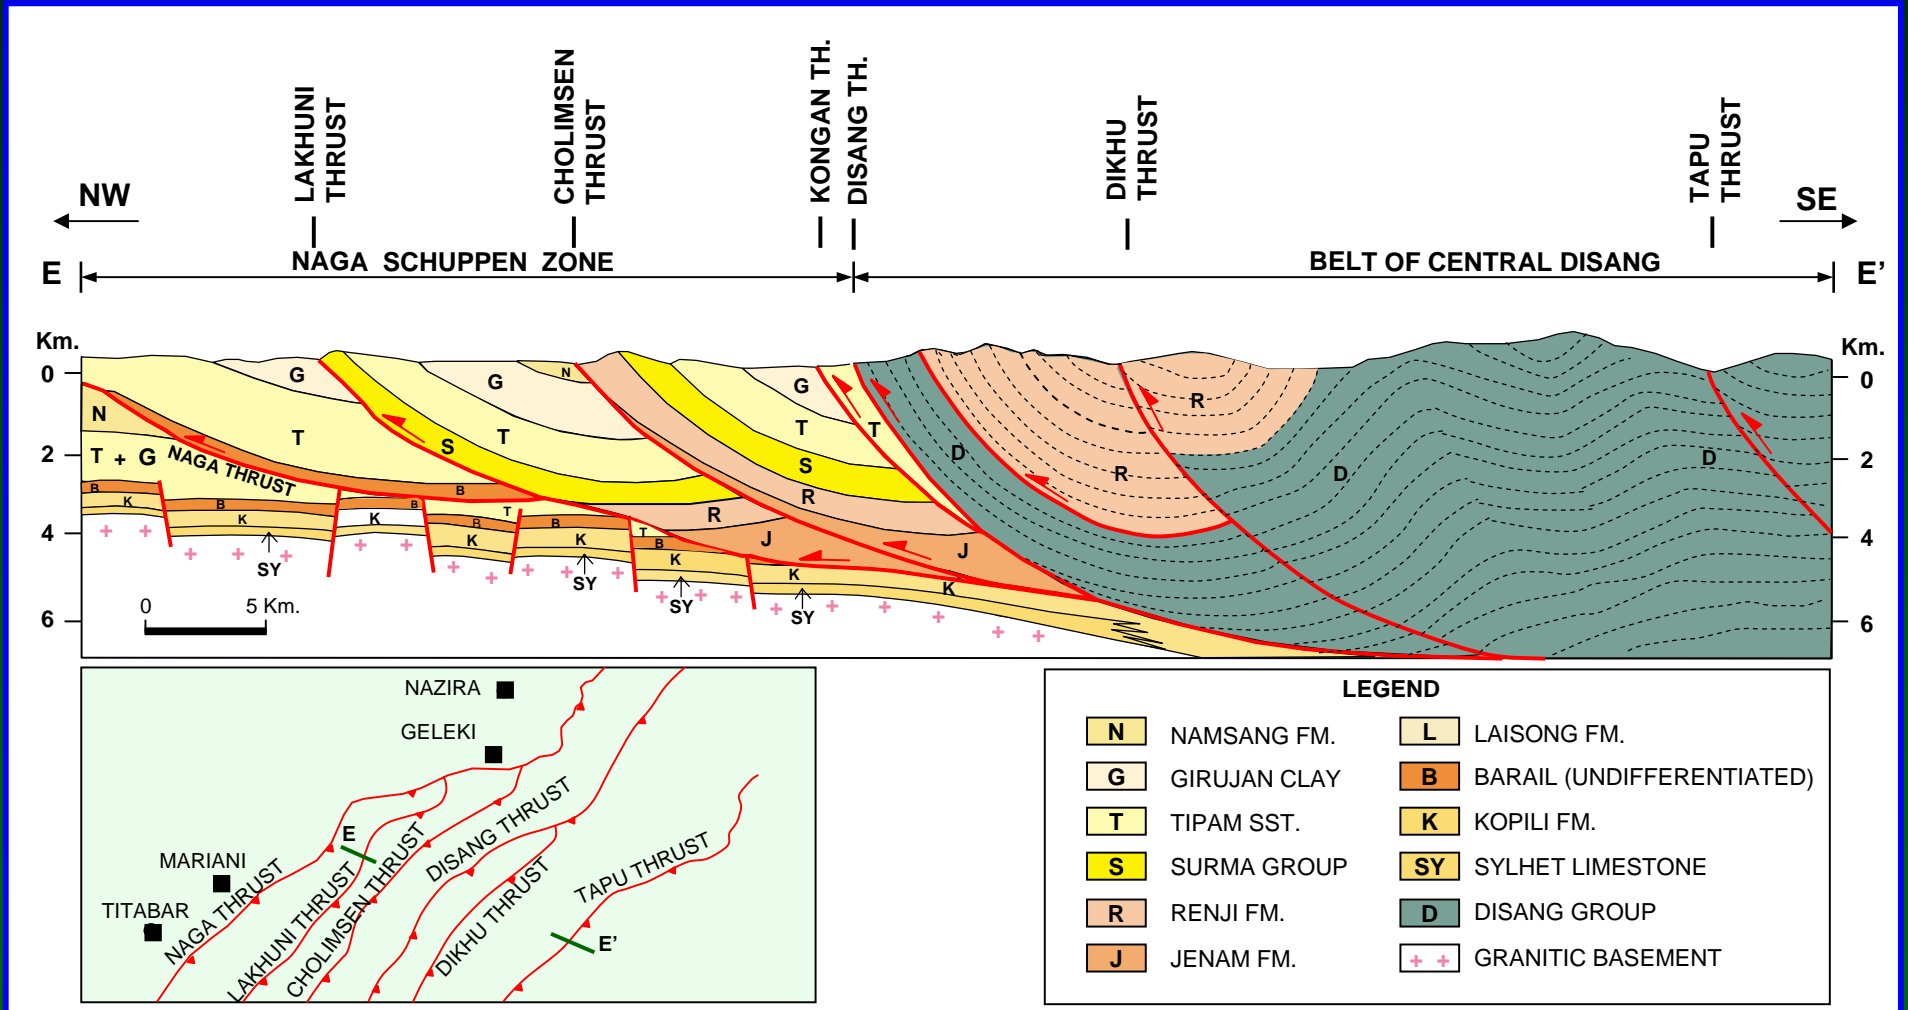 LAKHUNI
THRUST
CHOLIMSEN
THRUST
KONGAN TH.
DISANG TH.
DIKHU
THRUST
TAPU
THRUST
NW
SE
E
NAGA SCHUPPEN ZONE
BELT OF CENTRAL DISANG
E’
Km.
Km.
0
2
4
6
0
2
4
6
G
G
N
G
R
N
T
S
T
T
T
S
D
R
D
D
T + G
NAGA THRUST
B
K
B
K
B
K
B
T
B
K
B
K
T
B
K
R
R
J
J
K
K
SY
SY
SY
SY
0 5 Km.
NAZIRA
GELEKI
E
MARIANI
TITABAR
NAGA THRUST
LAKHUNI THRUST
CHOLIMSEN THRUST
DISANG THRUST
DIKHU THRUST
TAPU THRUST
E’
LEGEND
N NAMSANG FM.
G GIRUJAN CLAY
T TIPAM SST.
S SURMA GROUP
R RENJI FM.
J JENAM FM.
L LAISONG FM.
B BARAIL (UNDIFFERENTIATED)
K KOPILI FM.
SY SYLHET LIMESTONE
D DISANG GROUP
GRANITIC BASEMENT